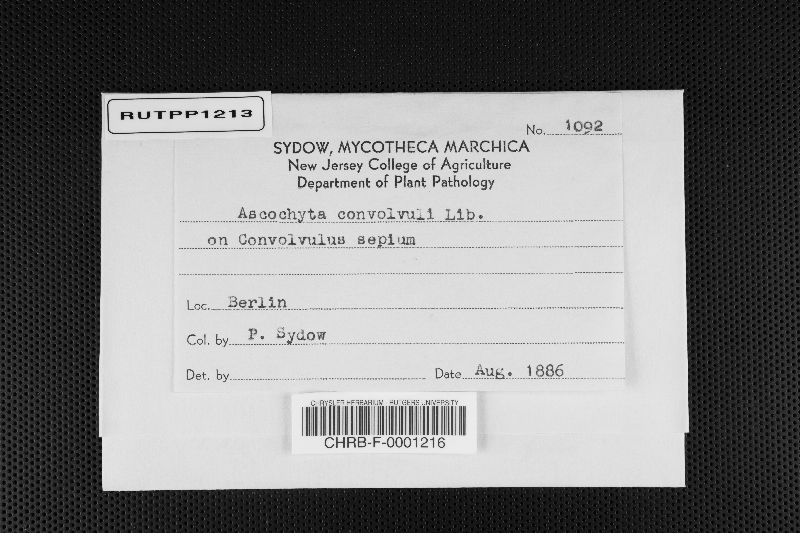 RUTPP1213
No. 1092
SYDOW, MYCOTHECA MARCHICA
New Jersey College of Agriculture
Department of Plant Pathology
Ascochyta convolvuli Lib.
on Convolvulus sepium
Loc. Berlin
Col. by P. Sydow
Det. by Date Aug. 1886
CHRYSLER HERBARIUM - RUTGERS UNIVERSITY
CHRB-F-0001216